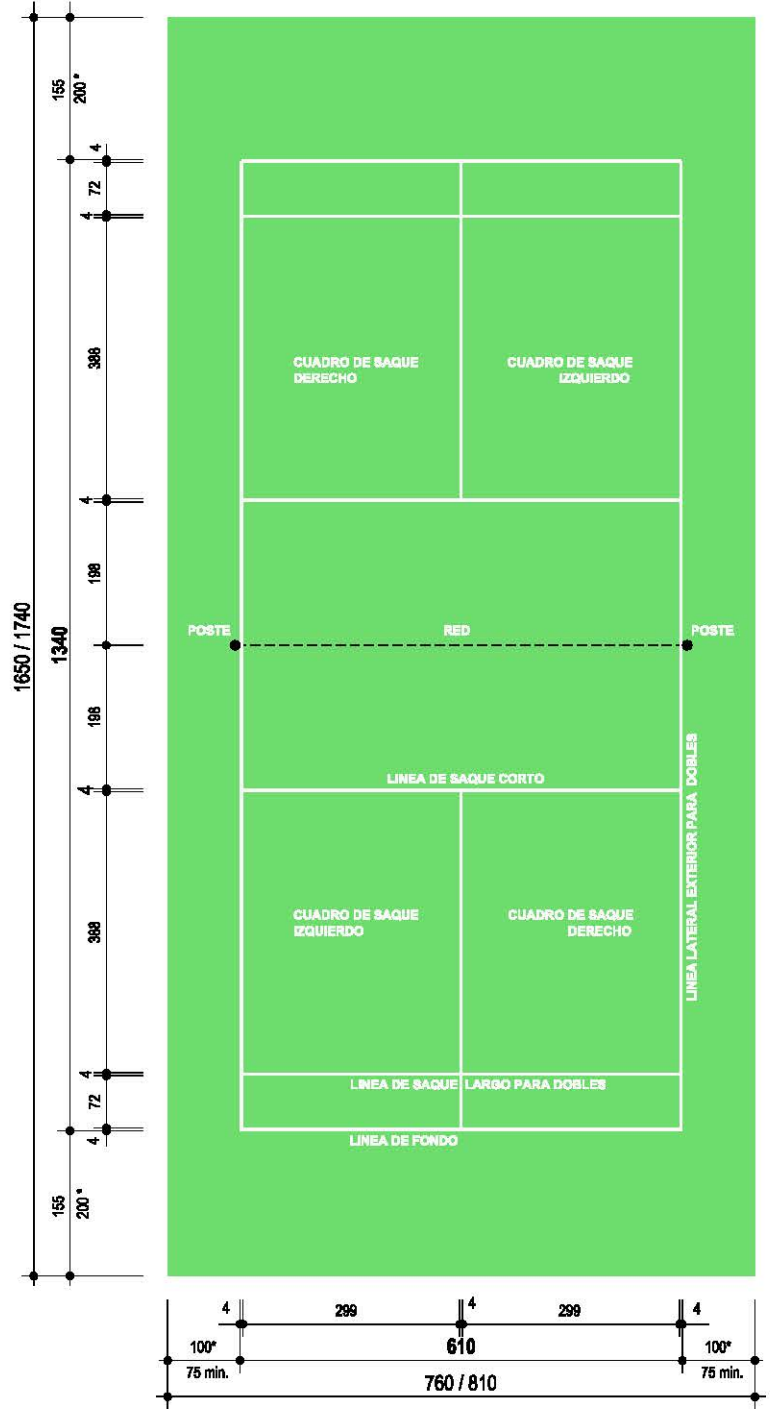 155
200*
4
72
4
388
4
198
1650 / 1740
1340
198
4
388
4
72
4
155
200*
CUADRO DE SAQUE
DERECHO
CUADRO DE SAQUE
IZQUIERDO
POSTE
RED
POSTE
LINEA DE SAQUE CORTO
LINEA LATERAL EXTERIOR PARA DOBLES
CUADRO DE SAQUE
IZQUIERDO
CUADRO DE SAQUE
DERECHO
LINEA DE SAQUE LARGO PARA DOBLES
LINEA DE FONDO
4
299
4
299
4
100*
75 min.
610
100*
75 min.
760 / 810